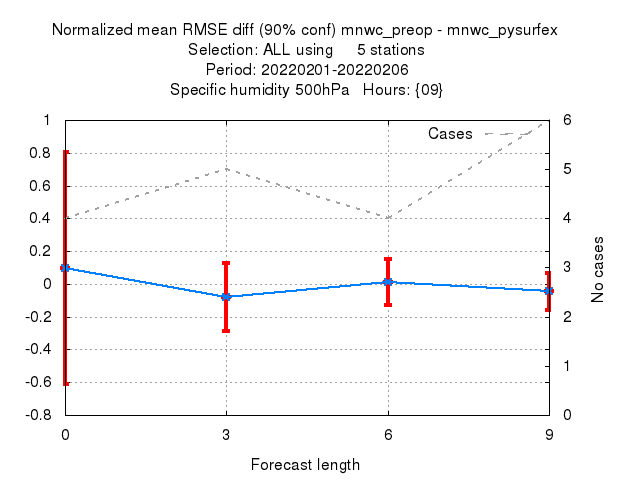 Normalized mean RMSE diff (90% conf) mnwc_preop - mnwc_pysurfex
Selection: ALL using     5 stations
Period: 20220201-20220206
Specific humidity 500hPa   Hours: {09}
Cases
1
0.8
0.6
0.4
0.2
0
-0.2
-0.4
-0.6
-0.8
6
5
4
3
2
1
0
No cases
0 3 6 9
Forecast length